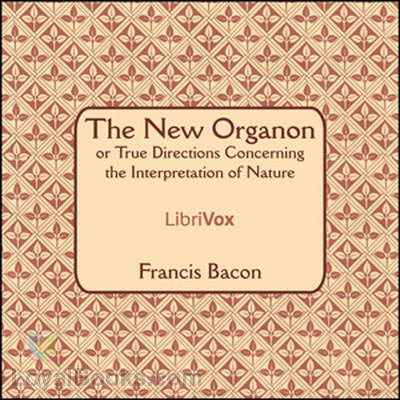 The New Organon
or True Directions Concerning
the Interpretation of Nature
LibriVox
Francis Bacon
LoyalBooks.com